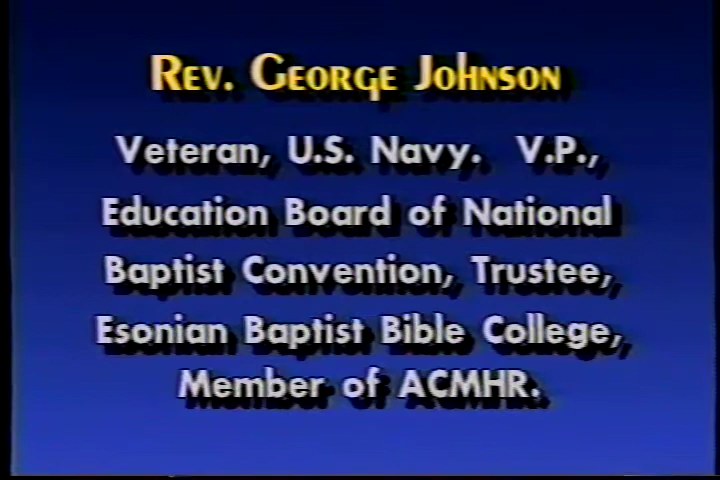 Rev. George Johnson
Veteran, U.S. Navy. V.P.,
Education Board of National
Baptist Convention, Trustee,
Esonian Baptist Bible College,
Member of ACMHR.